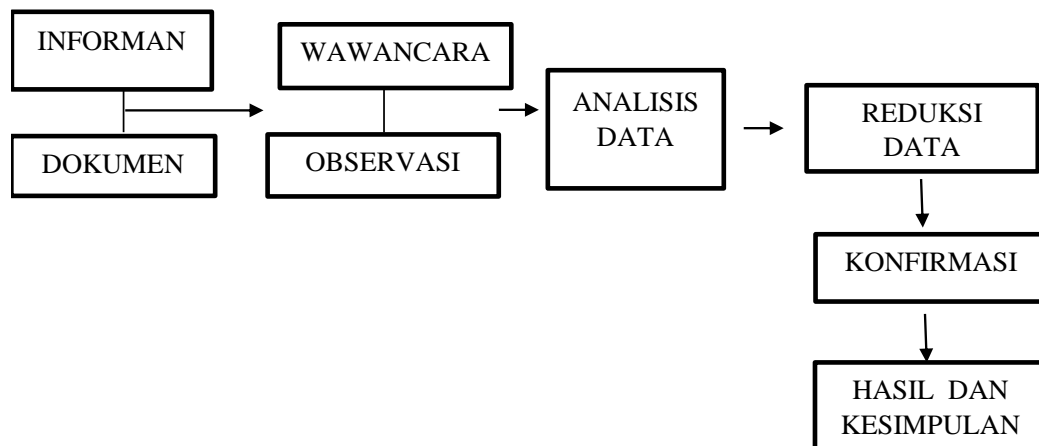 INFORMAN
DOKUMEN
WAWANCARA
OBSERVASI
ANALISIS
DATA
REDUKSI
DATA
KONFIRMASI
HASIL DAN
KESIMPULAN